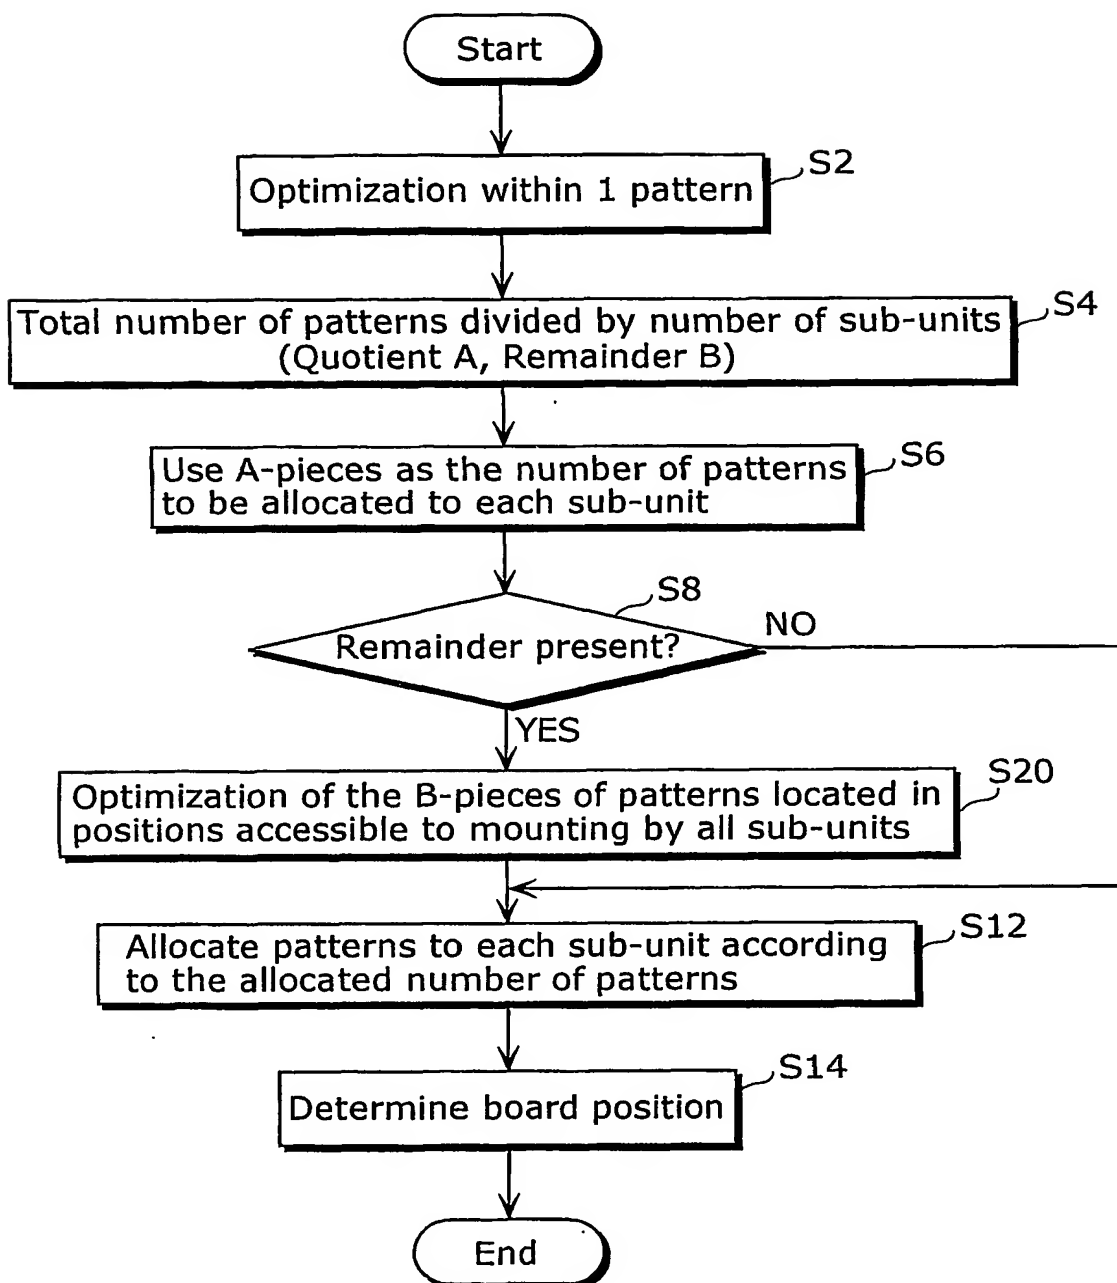 Start
S2
Optimization within 1 pattern
S4
Total number of patterns divided by number of sub-units
(Quotient A, Remainder B)
S6
Use A-pieces as the number of patterns
to be allocated to each sub-unit
S8
Remainder present?
NO
YES
S20
Optimization of the B-pieces of patterns located in
positions accessible to mounting by all sub-units
S12
Allocate patterns to each sub-unit according
to the allocated number of patterns
S14
Determine board position
End